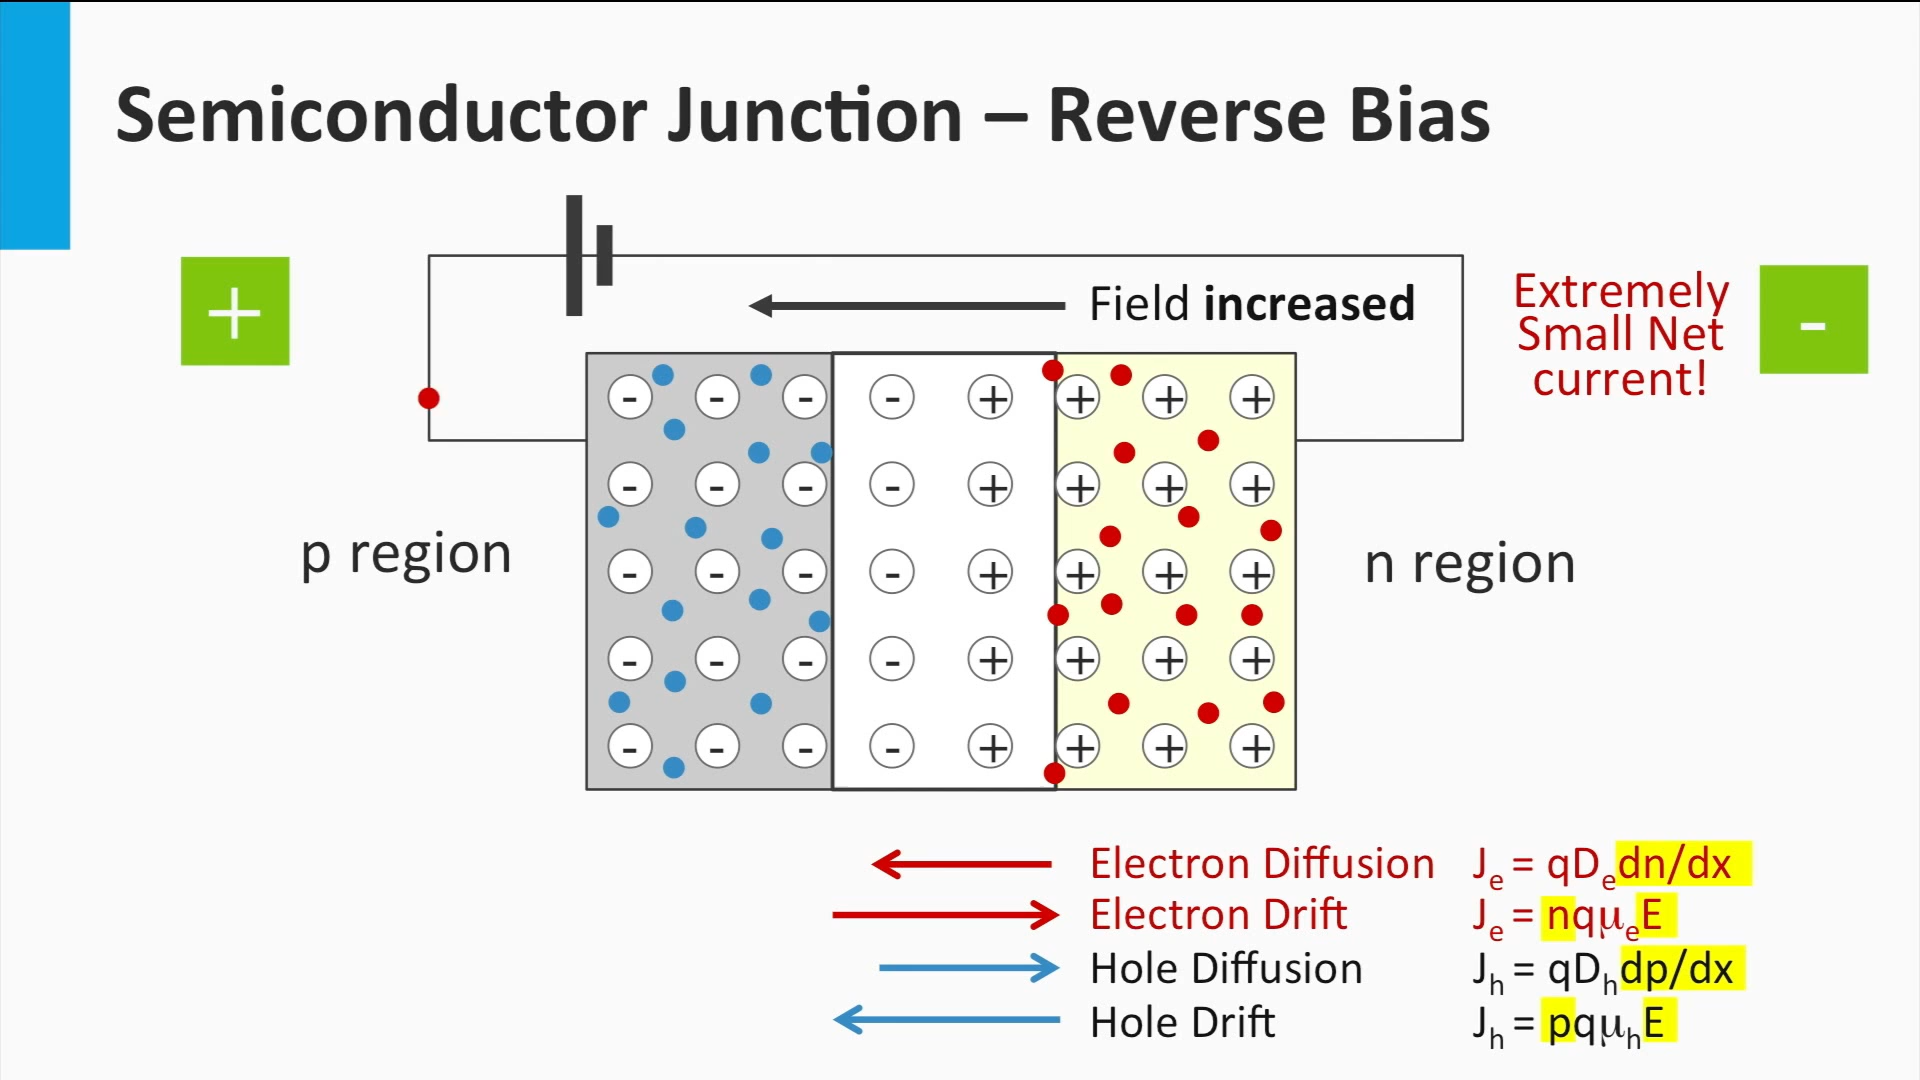 Semiconductor Junction – Reverse Bias
+
Field increased
Extremely
Small Net
current!
-
- - - - + + + +
- - - - + + + +
- - - - + + + +
- - - - + + + +
- - - - + + + +
p region
n region
Electron Diffusion Jₑ = qDₑdn/dx
Electron Drift Jₑ = nqμₑE
Hole Diffusion Jₕ = qDₕdp/dx
Hole Drift Jₕ = pqμₕE